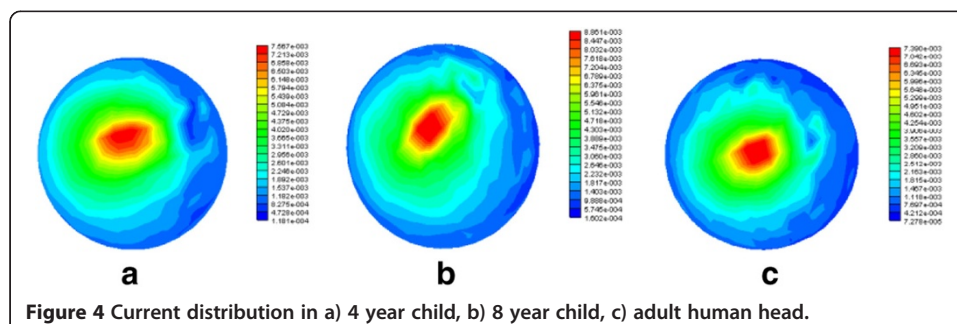 7.567e-003
7.213e-003
6.858e-003
6.503e-003
6.148e-003
5.794e-003
5.439e-003
5.084e-003
4.729e-003
4.375e-003
4.020e-003
3.665e-003
3.311e-003
2.956e-003
2.601e-003
2.246e-003
1.892e-003
1.537e-003
1.182e-003
8.275e-004
4.728e-004
1.181e-004
8.861e-003
8.447e-003
8.032e-003
7.618e-003
7.204e-003
6.789e-003
6.375e-003
5.961e-003
5.546e-003
5.132e-003
4.718e-003
4.303e-003
3.889e-003
3.475e-003
3.060e-003
2.646e-003
2.232e-003
1.817e-003
1.403e-003
9.888e-004
5.745e-004
1.602e-004
7.390e-003
7.042e-003
6.693e-003
6.345e-003
5.996e-003
5.648e-003
5.299e-003
4.951e-003
4.602e-003
4.254e-003
3.906e-003
3.557e-003
3.209e-003
2.860e-003
2.512e-003
2.163e-003
1.815e-003
1.467e-003
1.118e-003
7.697e-004
4.212e-004
7.278e-005
a
b
c
Figure 4 Current distribution in a) 4 year child, b) 8 year child, c) adult human head.